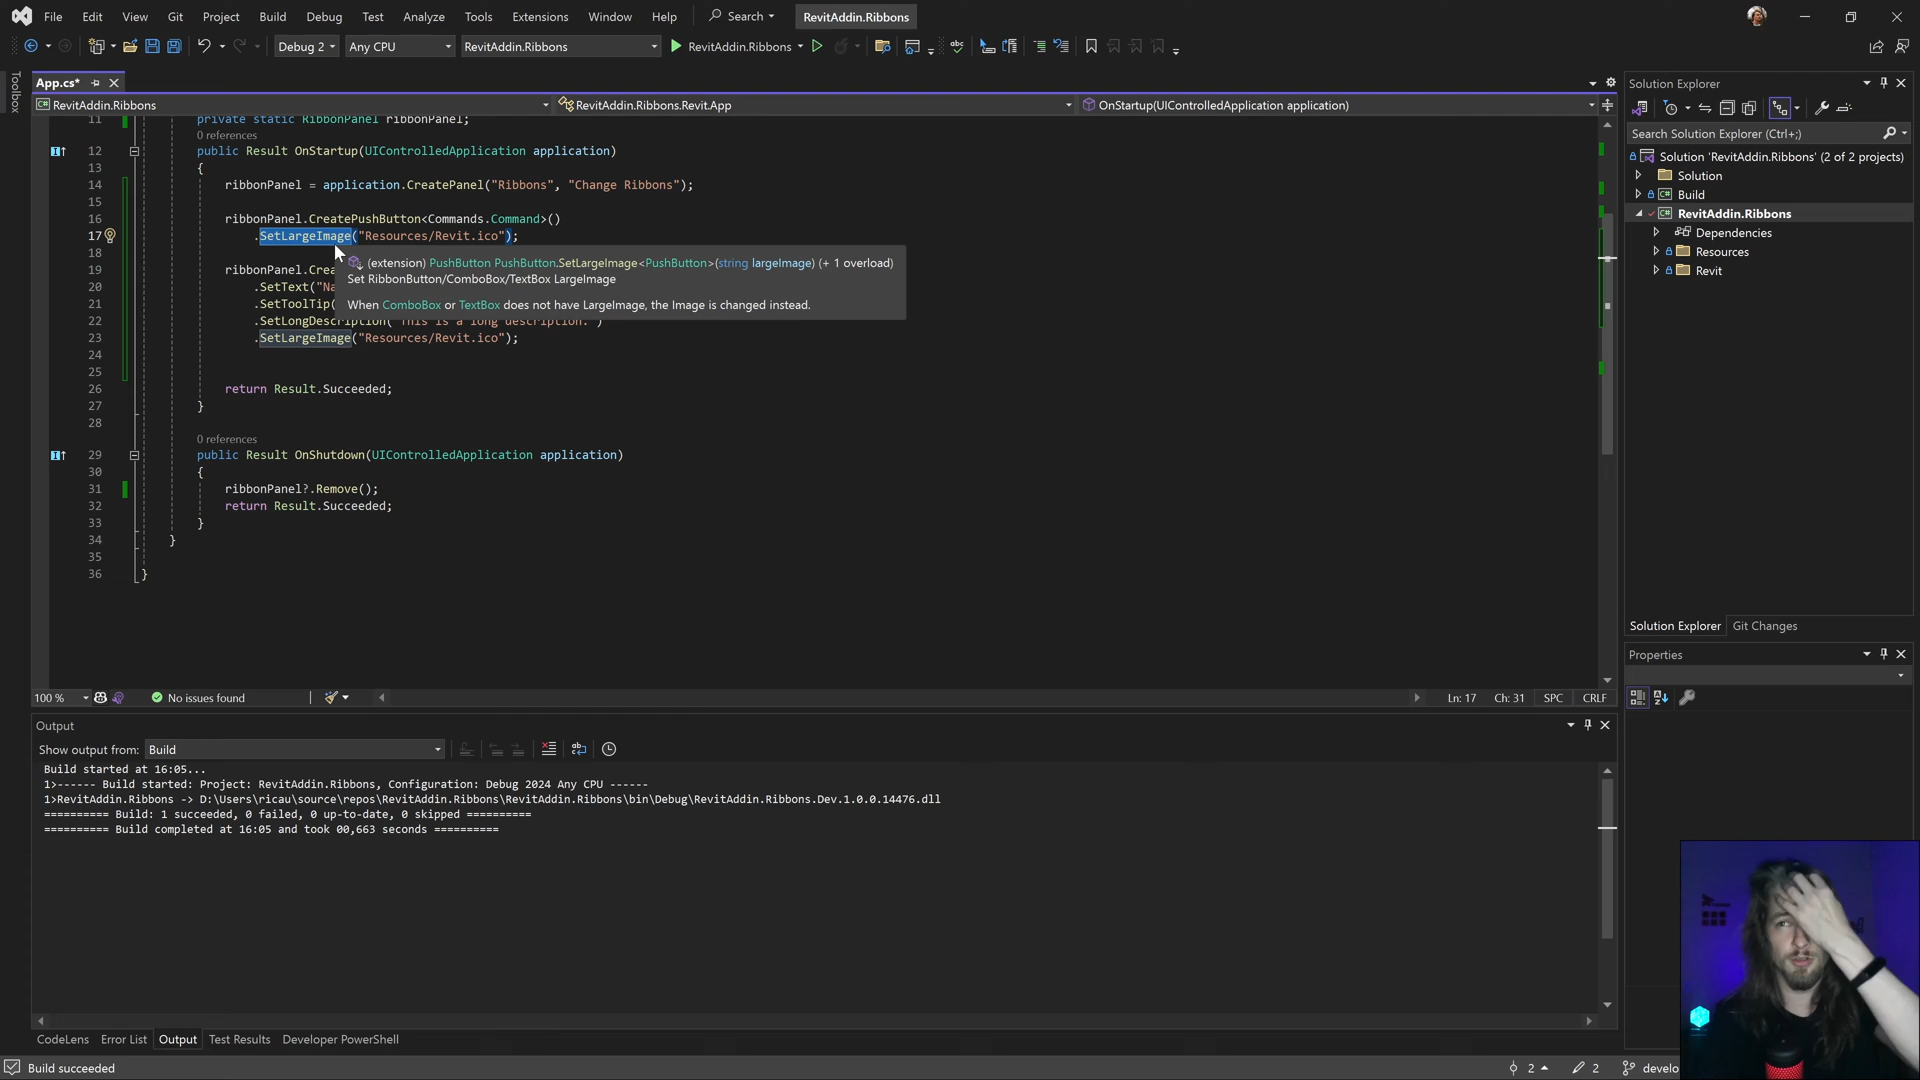 File Edit View Git Project Build Debug Test Analyze Tools Extensions Window Help Search RevitAddin.Ribbons
Debug 2 Any CPU RevitAddin.Ribbons RevitAddin.Ribbons
Toolbox
App.cs*
RevitAddin.Ribbons RevitAddin.Ribbons.Revit.App OnStartup(UIControlledApplication application)
11 private static RibbonPanel ribbonPanel;
0 references
12 public Result OnStartup(UIControlledApplication application)
13 {
14 ribbonPanel = application.CreatePanel("Ribbons", "Change Ribbons");
15
16 ribbonPanel.CreatePushButton<Commands.Command>()
17 .SetLargeImage("Resources/Revit.ico");
18
(extension) PushButton PushButton.SetLargeImage<PushButton>(string largeImage) (+ 1 overload)
Set RibbonButton/ComboBox/TextBox LargeImage
When ComboBox or TextBox does not have LargeImage, the Image is changed instead.
19 ribbonPanel.Crea
20 .SetText("Na
21 .SetToolTip(
22 .SetLongDescription("This is a long description.")
23 .SetLargeImage("Resources/Revit.ico");
24
25
26 return Result.Succeeded;
27 }
28
0 references
29 public Result OnShutdown(UIControlledApplication application)
30 {
31 ribbonPanel?.Remove();
32 return Result.Succeeded;
33 }
34 }
35
36 }
100 % No issues found Ln: 17 Ch: 31 SPC CRLF
Output
Show output from: Build
Build started at 16:05...
1>------ Build started: Project: RevitAddin.Ribbons, Configuration: Debug 2024 Any CPU ------
1>RevitAddin.Ribbons -> D:\Users\ricau\source\repos\RevitAddin.Ribbons\RevitAddin.Ribbons\bin\Debug\RevitAddin.Ribbons.Dev.1.0.0.14476.dll
========== Build: 1 succeeded, 0 failed, 0 up-to-date, 0 skipped ==========
========== Build completed at 16:05 and took 00,663 seconds ==========
CodeLens Error List Output Test Results Developer PowerShell
Build succeeded 2 2 develo
Solution Explorer
Search Solution Explorer (Ctrl+;)
Solution 'RevitAddin.Ribbons' (2 of 2 projects)
Solution
Build
RevitAddin.Ribbons
Dependencies
Resources
Revit
Solution Explorer Git Changes
Properties